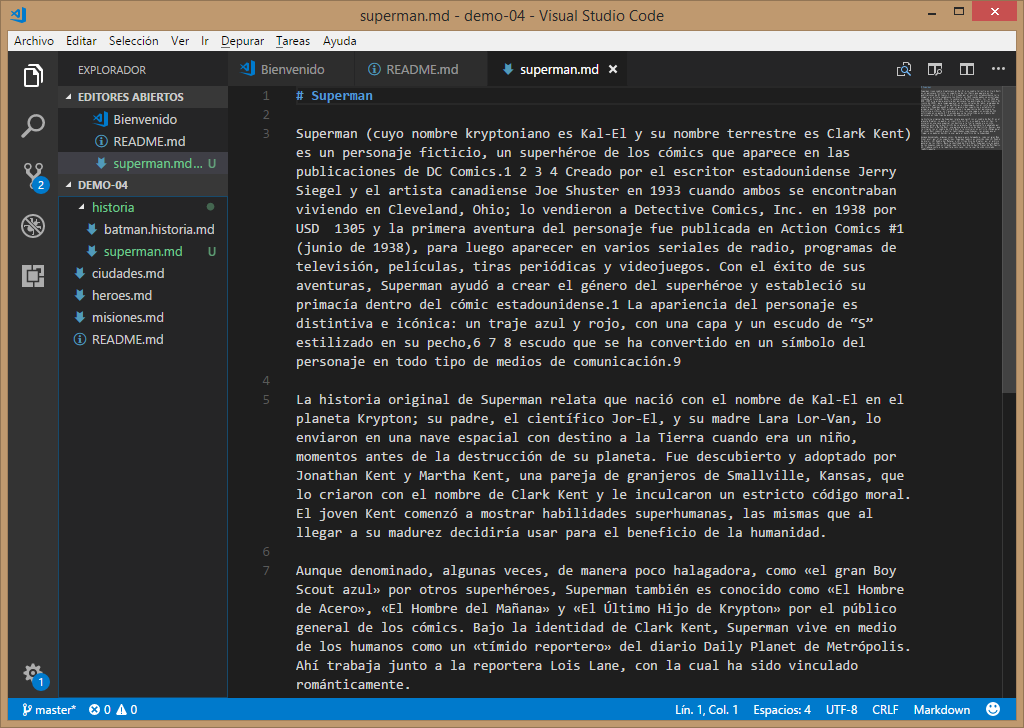 superman.md - demo-04 - Visual Studio Code
Archivo Editar Selección Ver Ir Depurar Tareas Ayuda
EXPLORADOR
EDITORES ABIERTOS
Bienvenido
README.md
superman.md... U
DEMO-04
historia
batman.historia.md
superman.md U
ciudades.md
heroes.md
misiones.md
README.md
2
1
Bienvenido README.md superman.md
1 # Superman
2
3 Superman (cuyo nombre kryptoniano es Kal-El y su nombre terrestre es Clark Kent)
es un personaje ficticio, un superhéroe de los cómics que aparece en las
publicaciones de DC Comics.1 2 3 4 Creado por el escritor estadounidense Jerry
Siegel y el artista canadiense Joe Shuster en 1933 cuando ambos se encontraban
viviendo en Cleveland, Ohio; lo vendieron a Detective Comics, Inc. en 1938 por
USD  1305 y la primera aventura del personaje fue publicada en Action Comics #1
(junio de 1938), para luego aparecer en varios seriales de radio, programas de
televisión, películas, tiras periódicas y videojuegos. Con el éxito de sus
aventuras, Superman ayudó a crear el género del superhéroe y estableció su
primacía dentro del cómic estadounidense.1 La apariencia del personaje es
distintiva e icónica: un traje azul y rojo, con una capa y un escudo de “S”
estilizado en su pecho,6 7 8 escudo que se ha convertido en un símbolo del
personaje en todo tipo de medios de comunicación.9
4
5 La historia original de Superman relata que nació con el nombre de Kal-El en el
planeta Krypton; su padre, el científico Jor-El, y su madre Lara Lor-Van, lo
enviaron en una nave espacial con destino a la Tierra cuando era un niño,
momentos antes de la destrucción de su planeta. Fue descubierto y adoptado por
Jonathan Kent y Martha Kent, una pareja de granjeros de Smallville, Kansas, que
lo criaron con el nombre de Clark Kent y le inculcaron un estricto código moral.
El joven Kent comenzó a mostrar habilidades superhumanas, las mismas que al
llegar a su madurez decidiría usar para el beneficio de la humanidad.
6
7 Aunque denominado, algunas veces, de manera poco halagadora, como «el gran Boy
Scout azul» por otros superhéroes, Superman también es conocido como «El Hombre
de Acero», «El Hombre del Mañana» y «El Último Hijo de Krypton» por el público
general de los cómics. Bajo la identidad de Clark Kent, Superman vive en medio
de los humanos como un «tímido reportero» del diario Daily Planet de Metrópolis.
Ahí trabaja junto a la reportera Lois Lane, con la cual ha sido vinculado
románticamente.
master* 0 0 Lín. 1, Col. 1 Espacios: 4 UTF-8 CRLF Markdown